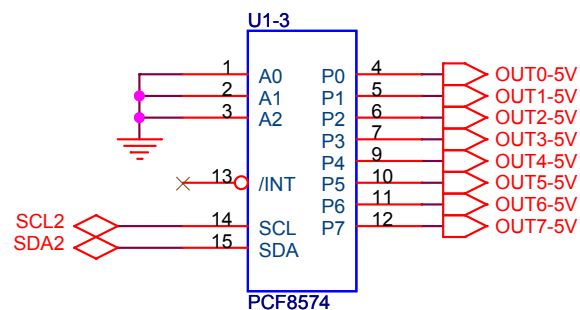 U1-3
1 A0 P0 4 OUT0-5V
2 A1 P1 5 OUT1-5V
3 A2 P2 6 OUT2-5V
P3 7 OUT3-5V
P4 9 OUT4-5V
13 /INT P5 10 OUT5-5V
P6 11 OUT6-5V
SCL2 14 SCL P7 12 OUT7-5V
SDA2 15 SDA
PCF8574